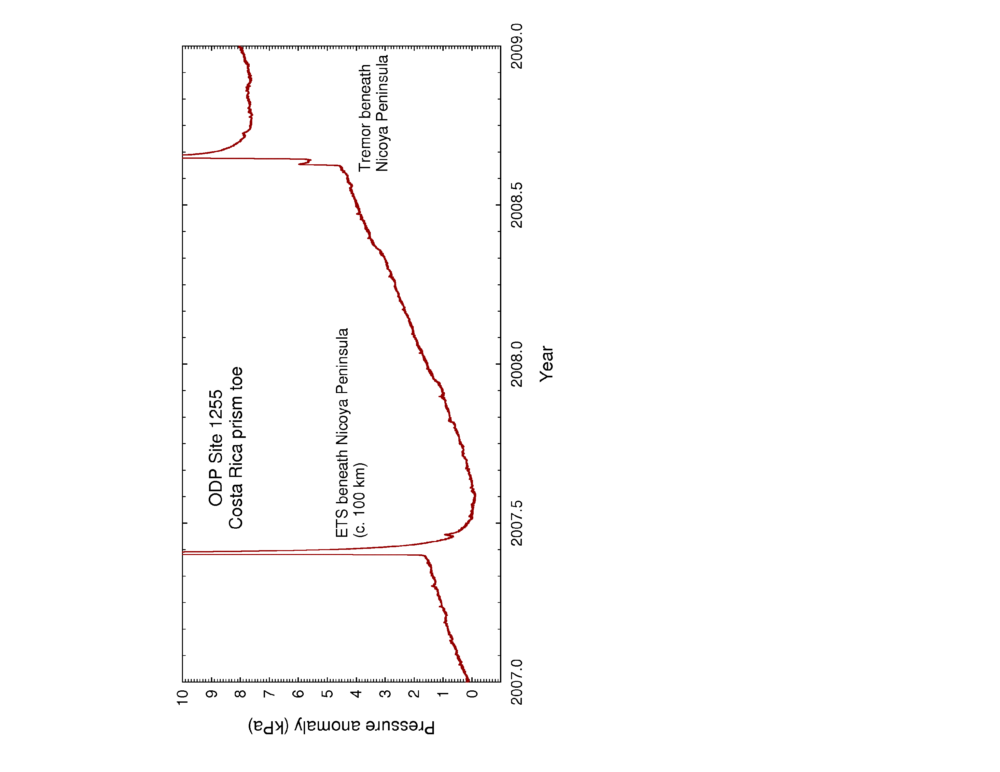 ODP Site 1255
Costa Rica prism toe
ETS beneath Nicoya Peninsula
(c. 100 km)
Tremor beneath
Nicoya Peninsula
Pressure anomaly (kPa)
10
9
8
7
6
5
4
3
2
1
0
2007.0
2007.5
2008.0
2008.5
2009.0
Year